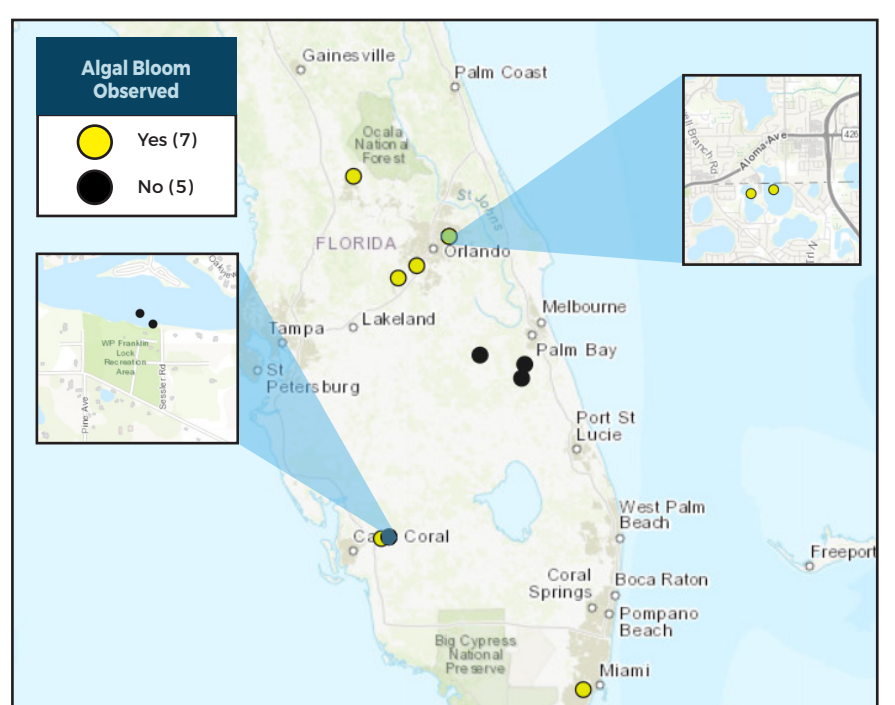 Algal Bloom
Observed
Yes (7)
No (5)
Gainesville
Palm Coast
Ocala
National
Forest
St Johns
FLORIDA
Orlando
Melbourne
Lakeland
Tampa
Palm Bay
St
Petersburg
Port St
Lucie
West Palm
Beach
Coral
Freeport
Coral
Springs
Boca Raton
Pompano
Beach
Big Cypress
National
Preserve
Miami
Branch Rd
Aloma-Ave
426
WP Franklin
Lock
Recreation
Area
Pine Ave
Sessler Rd